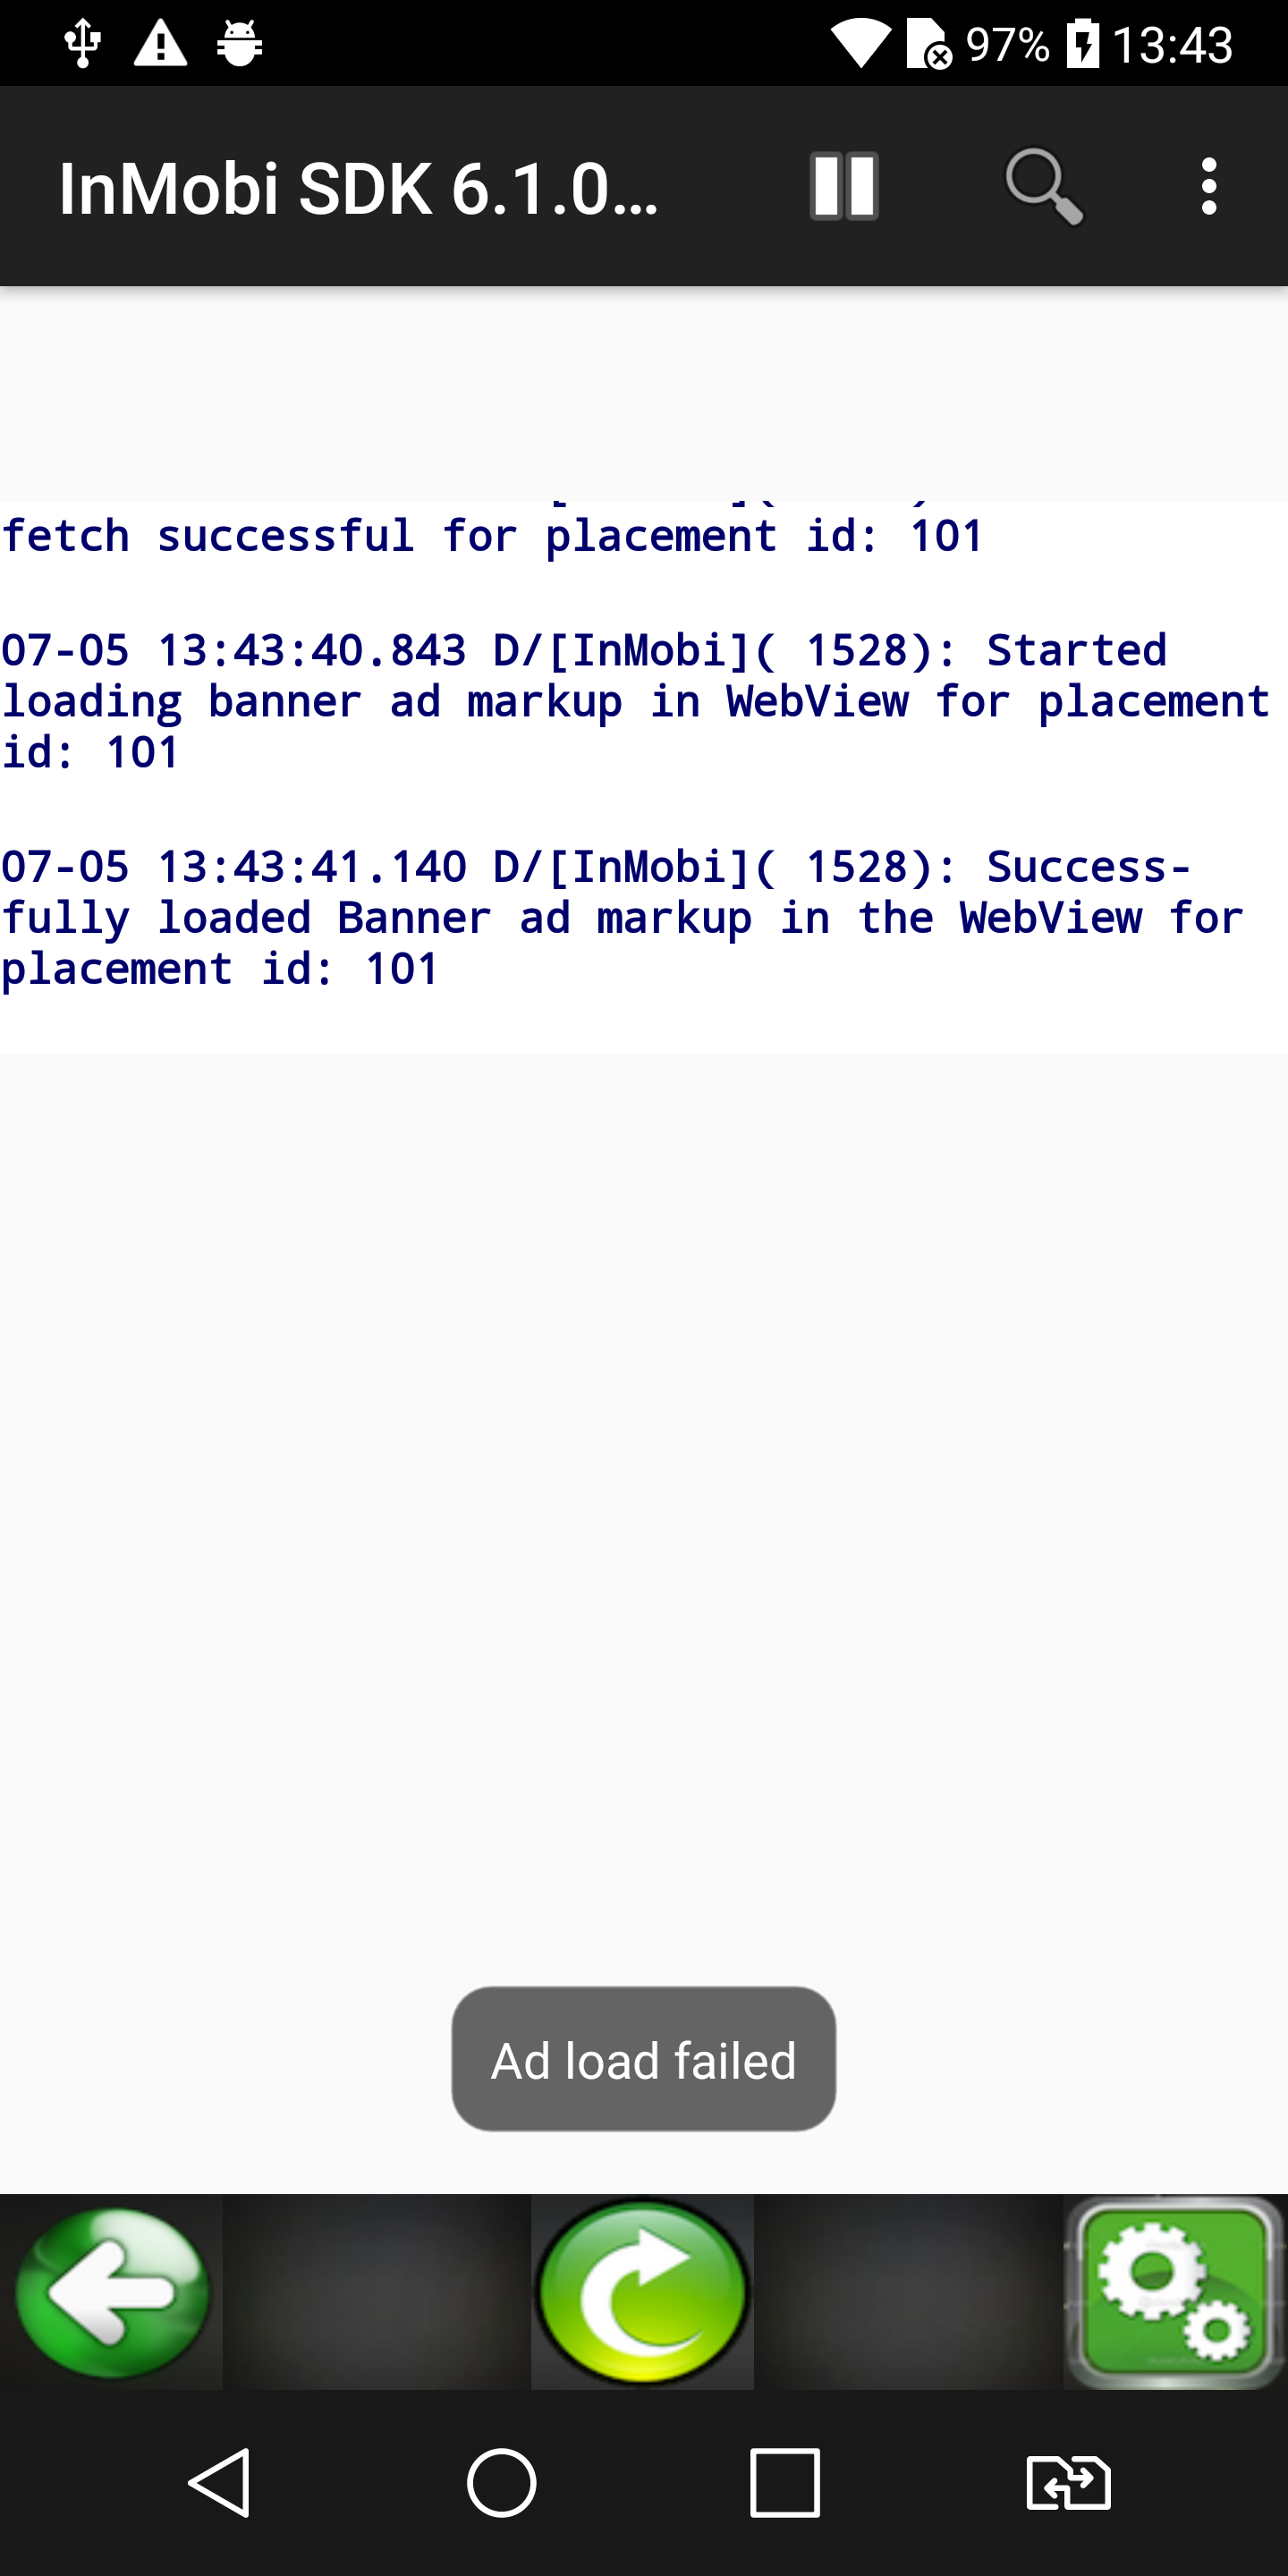 97% 13:43
InMobi SDK 6.1.0...
fetch successful for placement id: 101
07-05 13:43:40.843 D/[InMobi]( 1528): Started
loading banner ad markup in WebView for placement
id: 101
07-05 13:43:41.140 D/[InMobi]( 1528): Success-
fully loaded Banner ad markup in the WebView for
placement id: 101
Ad load failed